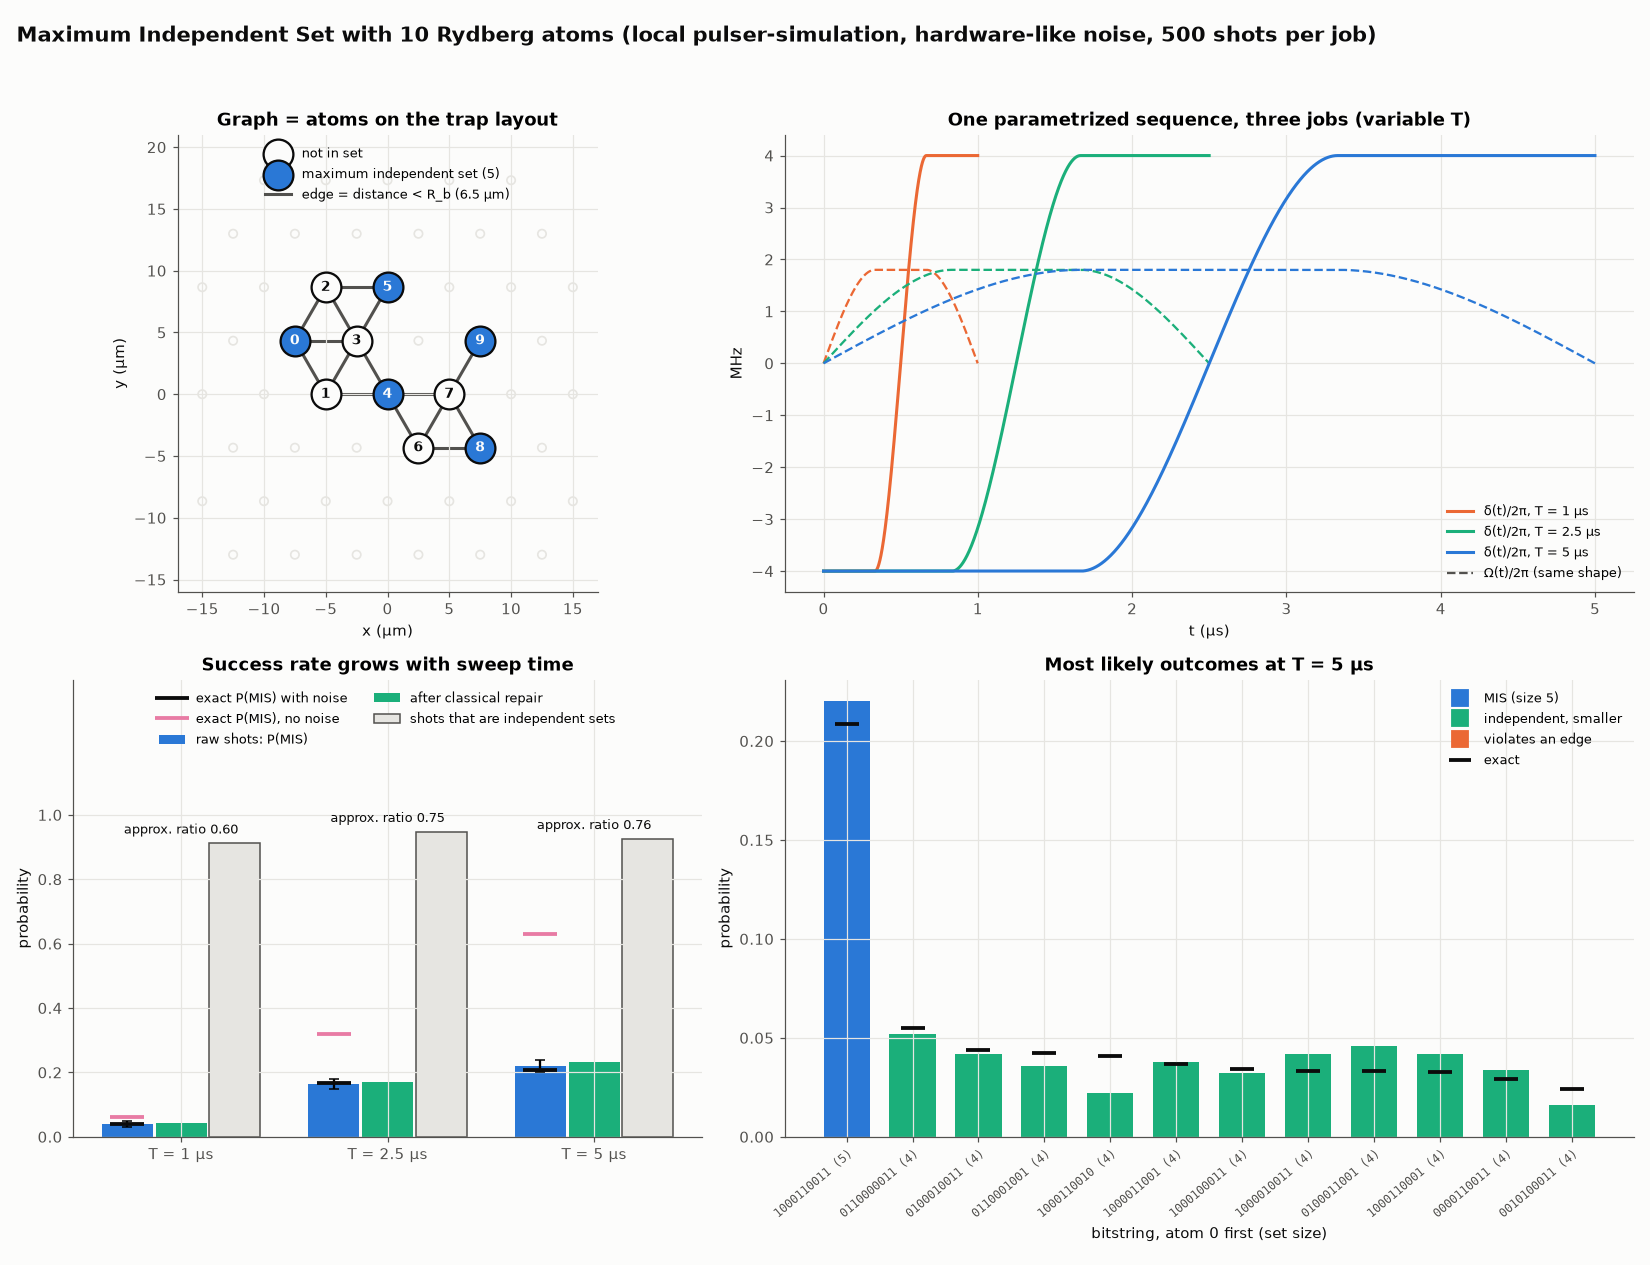 Maximum Independent Set with 10 Rydberg atoms (local pulser-simulation, hardware-like noise, 500 shots per job)
Graph = atoms on the trap layout
not in set
maximum independent set (5)
edge = distance < R_b (6.5 µm)
20
15
10
5
0
−5
−10
−15
y (µm)
2
5
0
3
9
1
4
7
6
8
−15
−10
−5
0
5
10
15
x (µm)
One parametrized sequence, three jobs (variable T)
4
3
2
1
0
−1
−2
−3
−4
MHz
δ(t)/2π, T = 1 µs
δ(t)/2π, T = 2.5 µs
δ(t)/2π, T = 5 µs
Ω(t)/2π (same shape)
0
1
2
3
4
5
t (µs)
Success rate grows with sweep time
exact P(MIS) with noise
exact P(MIS), no noise
raw shots: P(MIS)
after classical repair
shots that are independent sets
approx. ratio 0.60
approx. ratio 0.75
approx. ratio 0.76
1.0
0.8
0.6
0.4
0.2
0.0
probability
T = 1 µs
T = 2.5 µs
T = 5 µs
Most likely outcomes at T = 5 µs
MIS (size 5)
independent, smaller
violates an edge
exact
0.20
0.15
0.10
0.05
0.00
probability
1000110011 (5)
0110000011 (4)
0100010011 (4)
0110001001 (4)
1000110010 (4)
1000011001 (4)
1000100011 (4)
1000010011 (4)
0100011001 (4)
1000110001 (4)
0000110011 (4)
0010100011 (4)
bitstring, atom 0 first (set size)